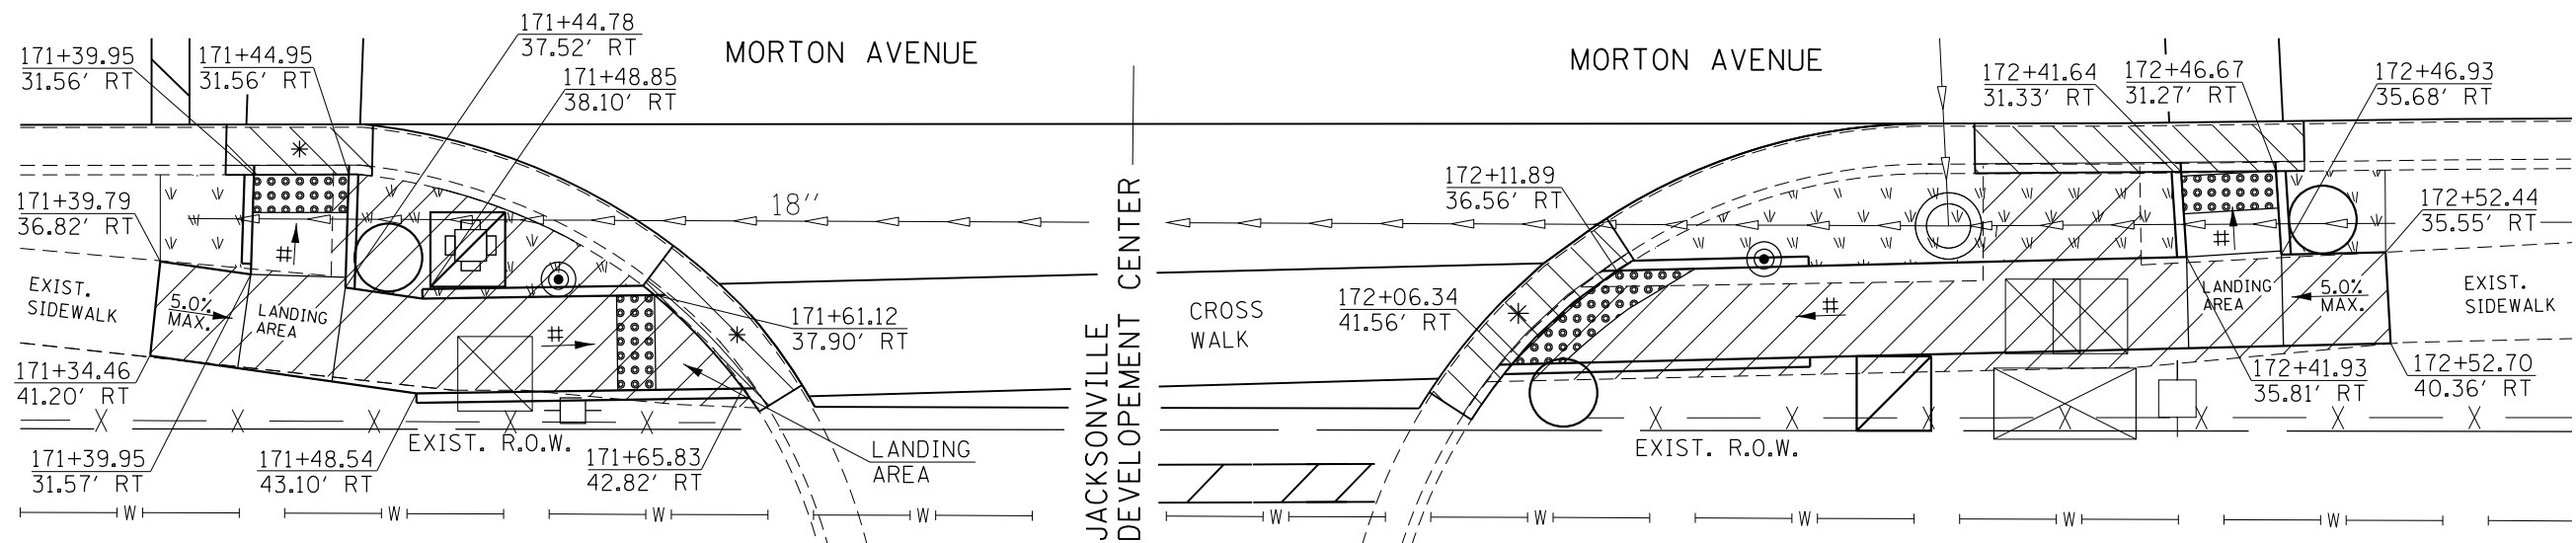 171+39.95
31.56' RT
171+44.95
31.56' RT
171+44.78
37.52' RT
171+48.85
38.10' RT
MORTON AVENUE
MORTON AVENUE
172+41.64
31.33' RT
172+46.67
31.27' RT
172+46.93
35.68' RT
*
18''
172+11.89
36.56' RT
171+39.79
36.82' RT
172+52.44
35.55' RT
#
#
EXIST.
SIDEWALK
5.0%
MAX.
LANDING
AREA
#
*
171+61.12
37.90' RT
JACKSONVILLE
DEVELOPEMENT CENTER
CROSS
WALK
172+06.34
41.56' RT
*
#
LANDING
AREA
5.0%
MAX.
EXIST.
SIDEWALK
171+34.46
41.20' RT
172+41.93
35.81' RT
172+52.70
40.36' RT
X X X X X
X X X X X X X
EXIST. R.O.W.
EXIST. R.O.W.
171+39.95
31.57' RT
171+48.54
43.10' RT
171+65.83
42.82' RT
LANDING
AREA
W W W W W W W W W